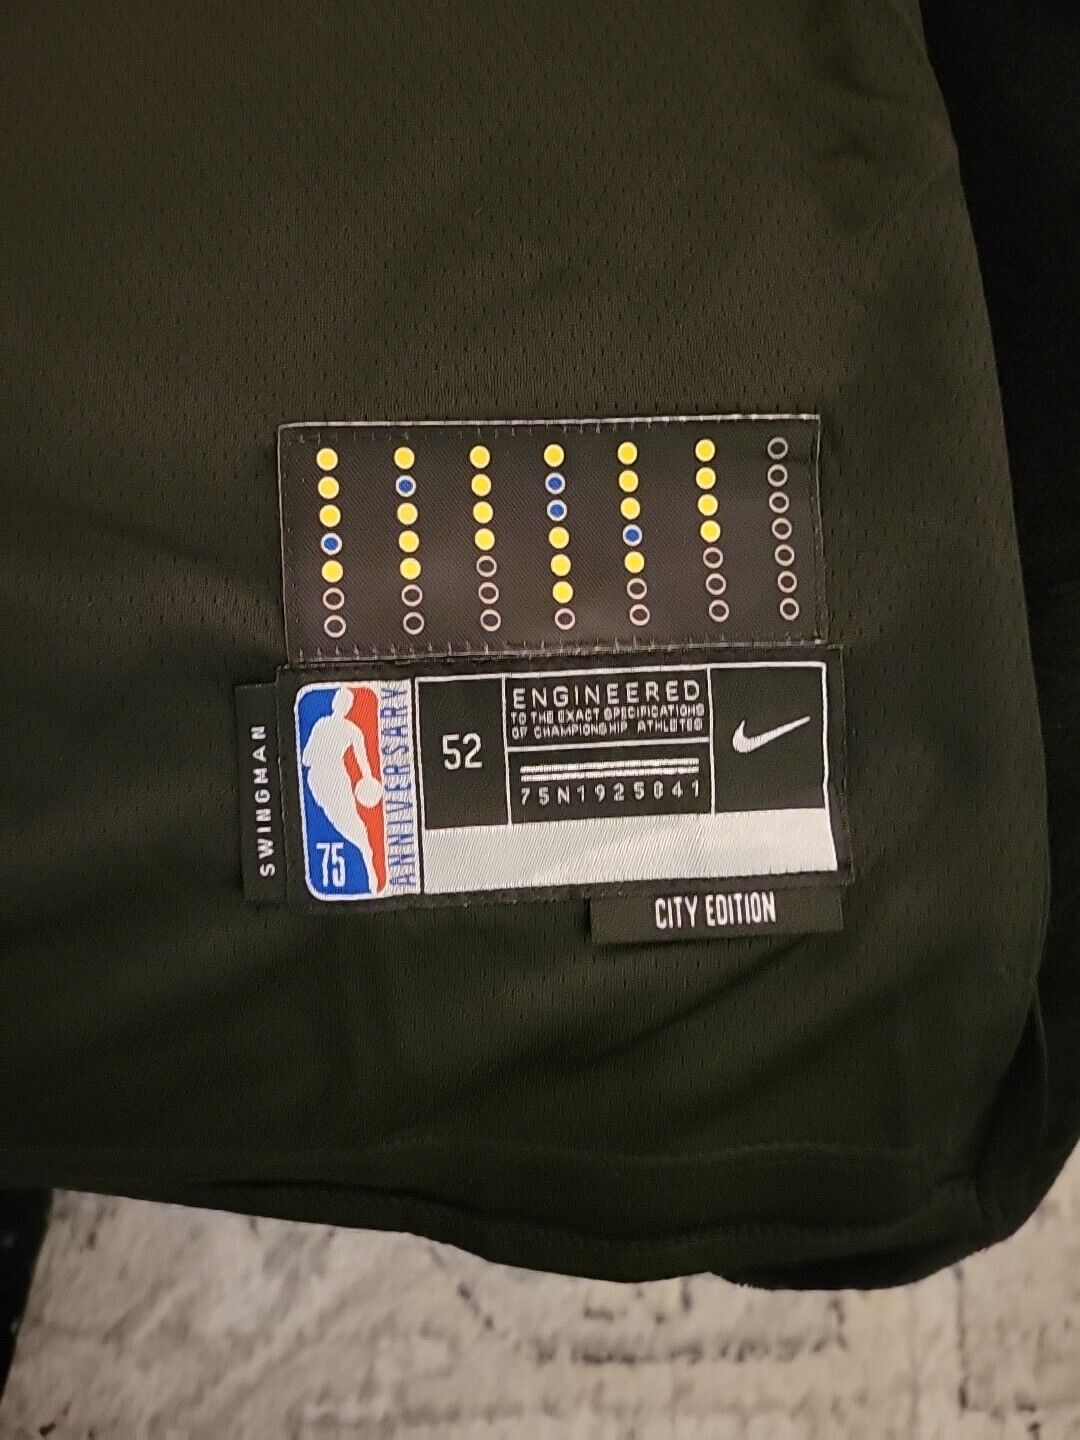 SWINGMAN
75
ANNIVERSARY
52
ENGINEERED
TO THE EXACT SPECIFICATIONS
OF CHAMPIONSHIP ATHLETES
75N1925041
CITY EDITION